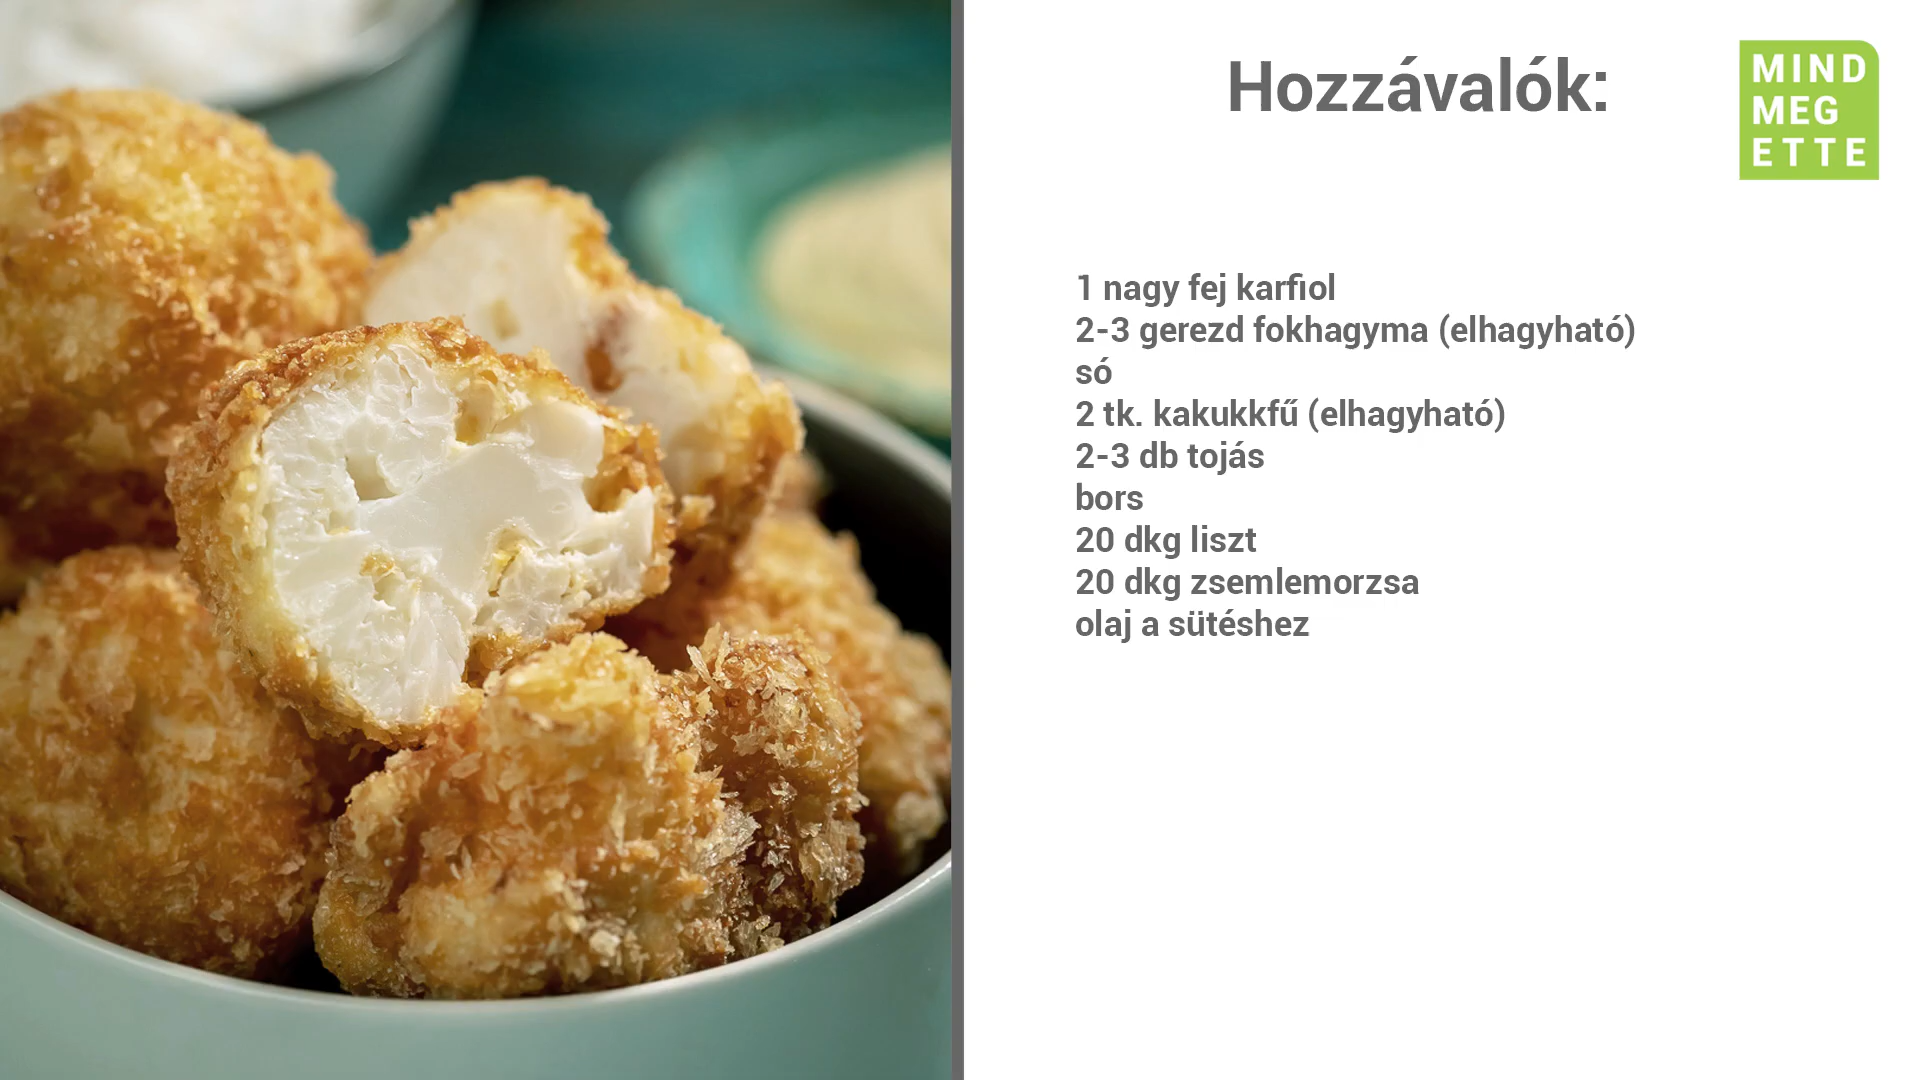 Hozzávalók:
MIND
MEG
ETTE
1 nagy fej karfiol
2-3 gerezd fokhagyma (elhagyható)
só
2 tk. kakukkfű (elhagyható)
2-3 db tojás
bors
20 dkg liszt
20 dkg zsemlemorzsa
olaj a sütéshez